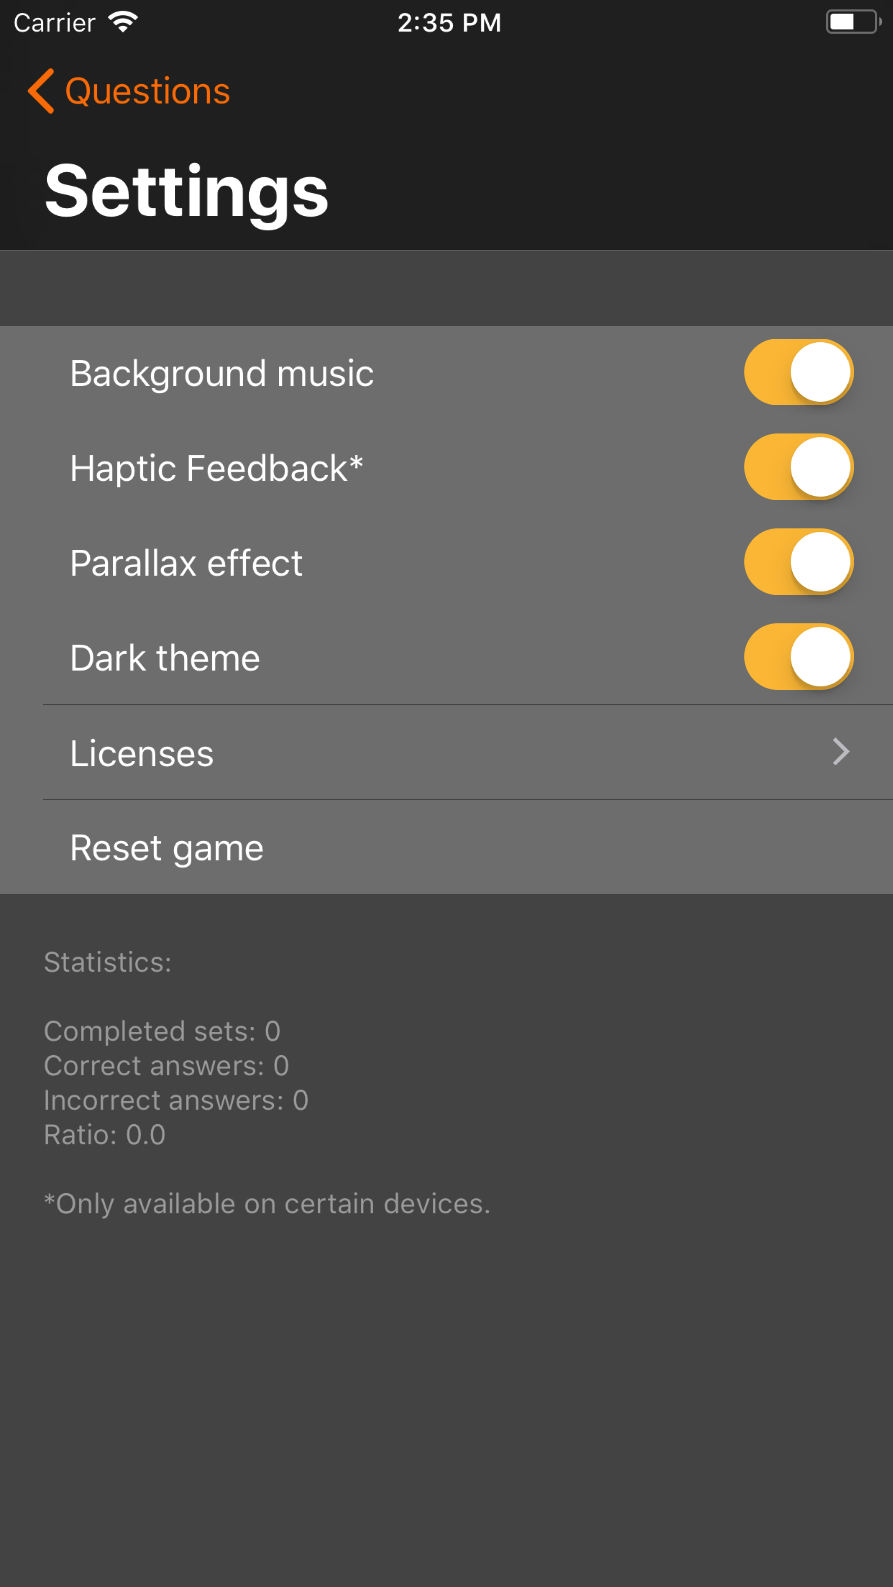 Carrier 2:35 PM
Questions
Settings
Background music
Haptic Feedback*
Parallax effect
Dark theme
Licenses
Reset game
Statistics:
Completed sets: 0
Correct answers: 0
Incorrect answers: 0
Ratio: 0.0
*Only available on certain devices.